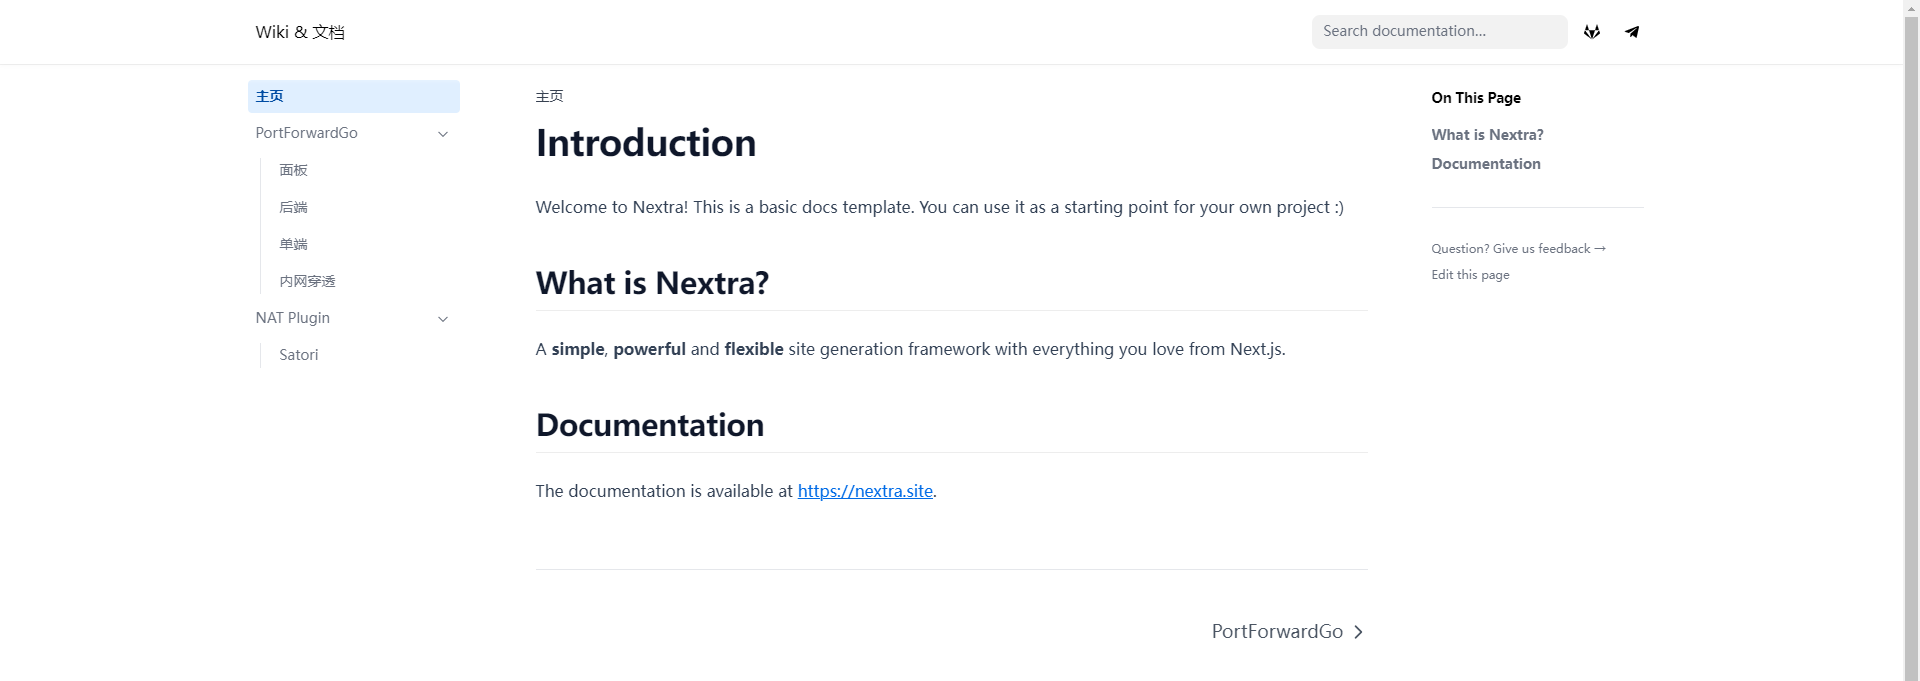 Wiki & 文档
Search documentation...
主页
PortForwardGo
面板
后端
单端
内网穿透
NAT Plugin
Satori
主页
Introduction
Welcome to Nextra! This is a basic docs template. You can use it as a starting point for your own project :)
What is Nextra?
A simple, powerful and flexible site generation framework with everything you love from Next.js.
Documentation
The documentation is available at https://nextra.site.
PortForwardGo
On This Page
What is Nextra?
Documentation
Question? Give us feedback →
Edit this page